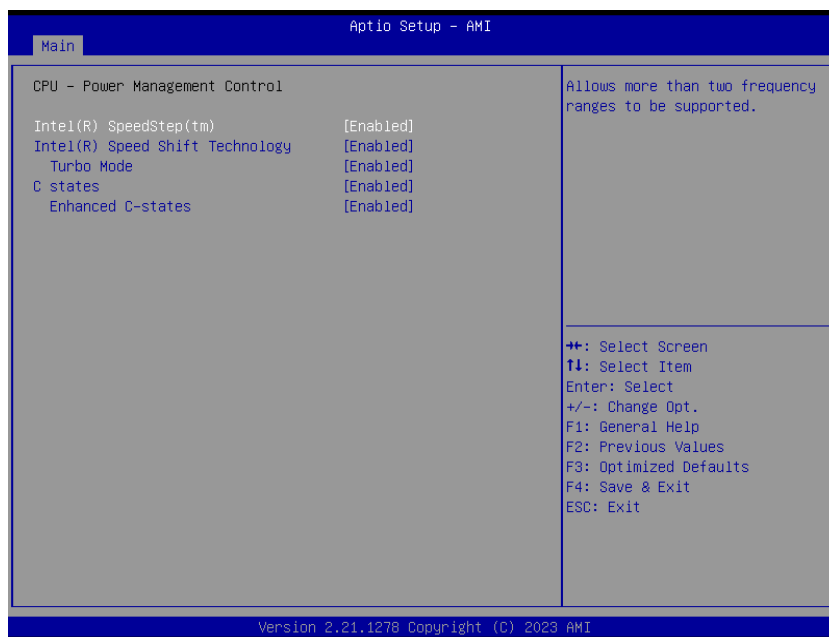 Aptio Setup – AMI
Main
CPU – Power Management Control
Intel(R) SpeedStep(tm) [Enabled]
Intel(R) Speed Shift Technology [Enabled]
Turbo Mode [Enabled]
C states [Enabled]
Enhanced C-states [Enabled]
Allows more than two frequency
ranges to be supported.
→←: Select Screen
↑↓: Select Item
Enter: Select
+/-: Change Opt.
F1: General Help
F2: Previous Values
F3: Optimized Defaults
F4: Save & Exit
ESC: Exit
Version 2.21.1278 Copyright (C) 2023 AMI